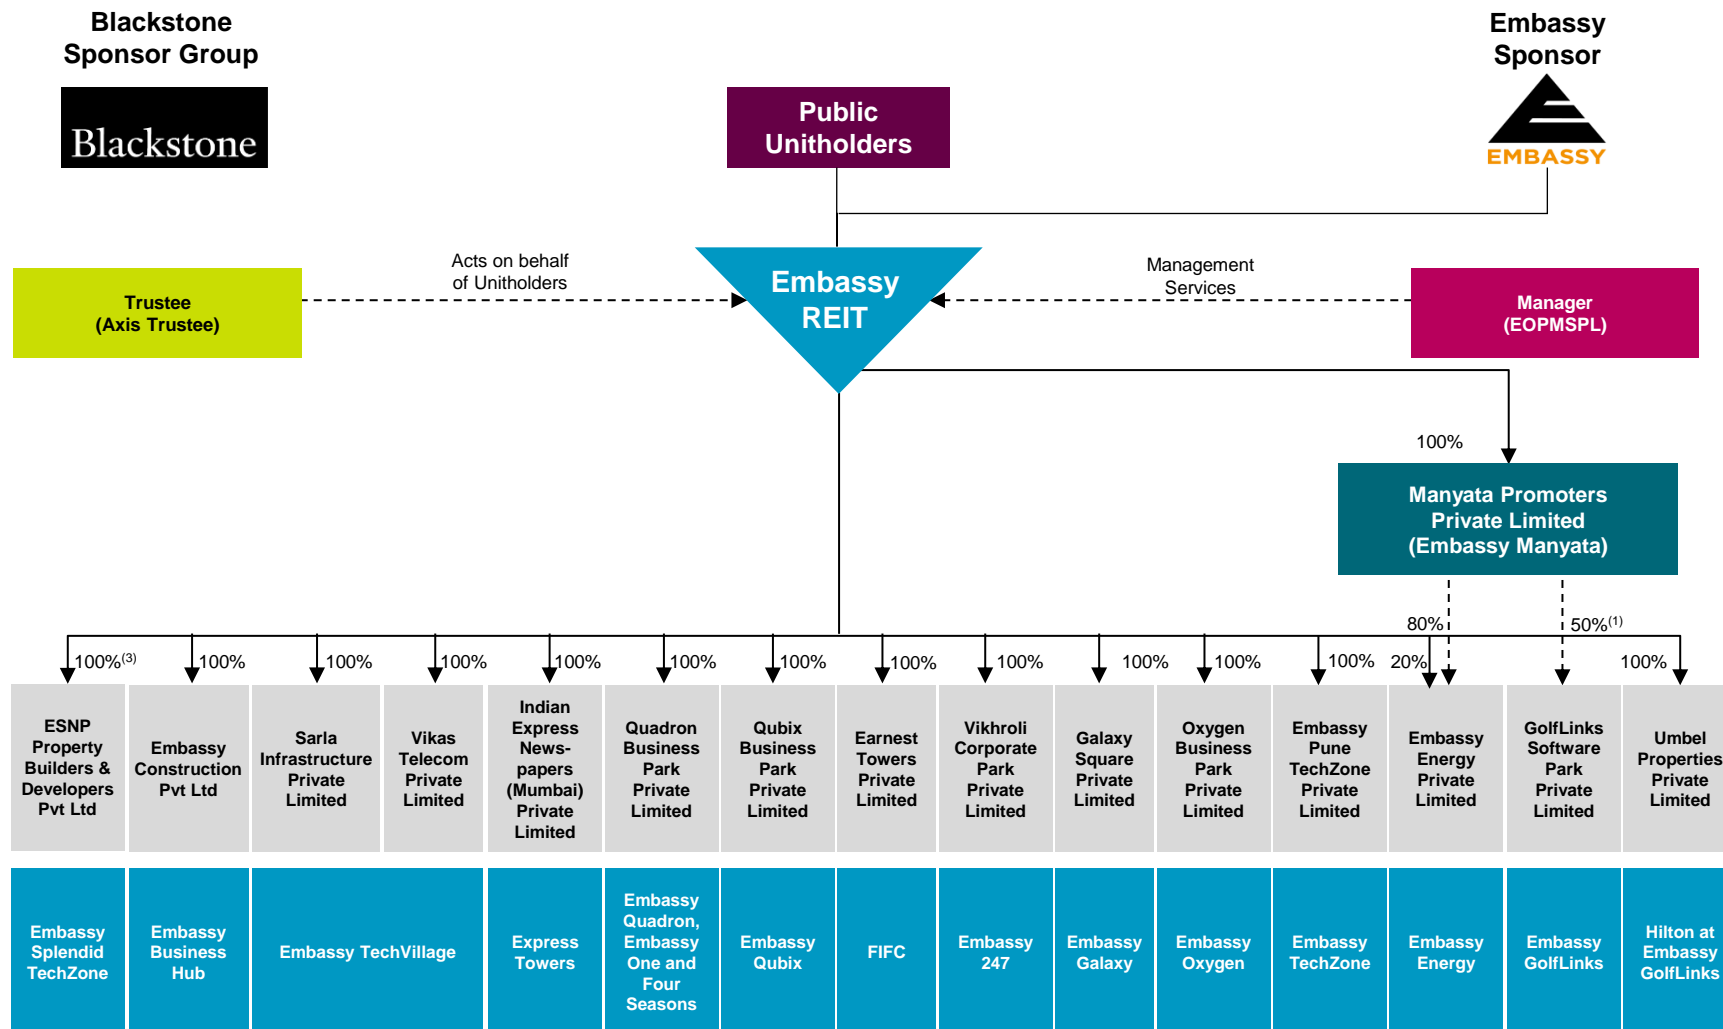 Blackstone
Sponsor Group
Blackstone
Public
Unitholders
Embassy
Sponsor
EMBASSY
Trustee
(Axis Trustee)
Acts on behalf
of Unitholders
Embassy
REIT
Management
Services
Manager
(EOPMSPL)
100%
Manyata Promoters
Private Limited
(Embassy Manyata)
80%
50%(1)
100%(3)
100%
100%
100%
100%
100%
100%
100%
100%
100%
100%
100%
20%
100%
ESNP
Property
Builders &
Developers
Pvt Ltd
Embassy
Construction
Pvt Ltd
Sarla
Infrastructure
Private
Limited
Vikas
Telecom
Private
Limited
Indian
Express
News-
papers
(Mumbai)
Private
Limited
Quadron
Business
Park
Private
Limited
Qubix
Business
Park
Private
Limited
Earnest
Towers
Private
Limited
Vikhroli
Corporate
Park
Private
Limited
Galaxy
Square
Private
Limited
Oxygen
Business
Park
Private
Limited
Embassy
Pune
TechZone
Private
Limited
Embassy
Energy
Private
Limited
GolfLinks
Software
Park
Private
Limited
Umbel
Properties
Private
Limited
Embassy
Splendid
TechZone
Embassy
Business
Hub
Embassy TechVillage
Express
Towers
Embassy
Quadron,
Embassy
One and
Four
Seasons
Embassy
Qubix
FIFC
Embassy
247
Embassy
Galaxy
Embassy
Oxygen
Embassy
TechZone
Embassy
Energy
Embassy
GolfLinks
Hilton at
Embassy
GolfLinks